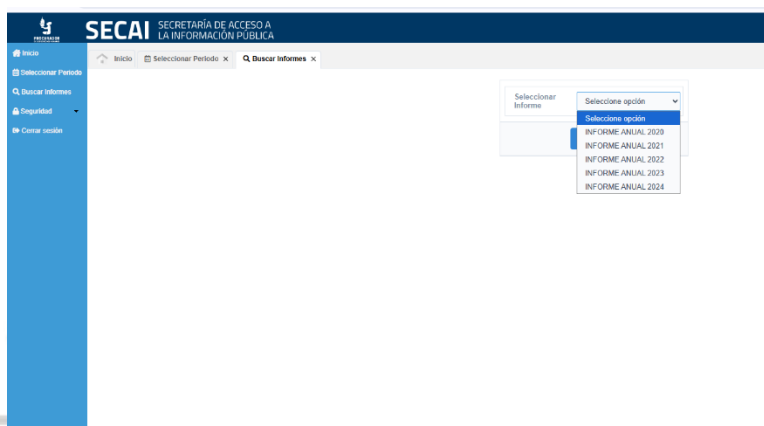 SECAI
SECRETARÍA DE ACCESO A
LA INFORMACIÓN PÚBLICA
Inicio
Seleccionar Periodo
Buscar Informes
Seguridad
Cerrar sesión
Inicio
Seleccionar Periodo ×
Buscar Informes ×
Seleccionar
Informe
Seleccione opción
Seleccione opción
INFORME ANUAL 2020
INFORME ANUAL 2021
INFORME ANUAL 2022
INFORME ANUAL 2023
INFORME ANUAL 2024